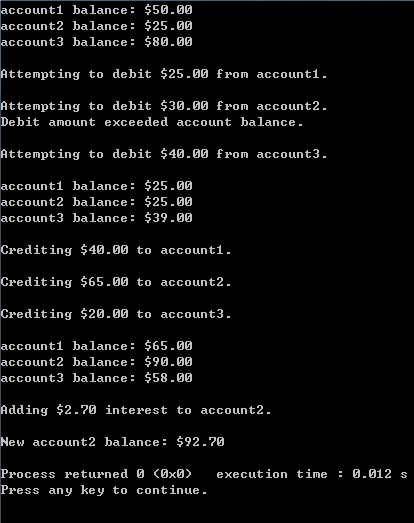 account1 balance: $50.00
account2 balance: $25.00
account3 balance: $80.00
Attempting to debit $25.00 from account1.
Attempting to debit $30.00 from account2.
Debit amount exceeded account balance.
Attempting to debit $40.00 from account3.
account1 balance: $25.00
account2 balance: $25.00
account3 balance: $39.00
Crediting $40.00 to account1.
Crediting $65.00 to account2.
Crediting $20.00 to account3.
account1 balance: $65.00
account2 balance: $90.00
account3 balance: $58.00
Adding $2.70 interest to account2.
New account2 balance: $92.70
Process returned 0 (0x0)   execution time : 0.012 s
Press any key to continue.